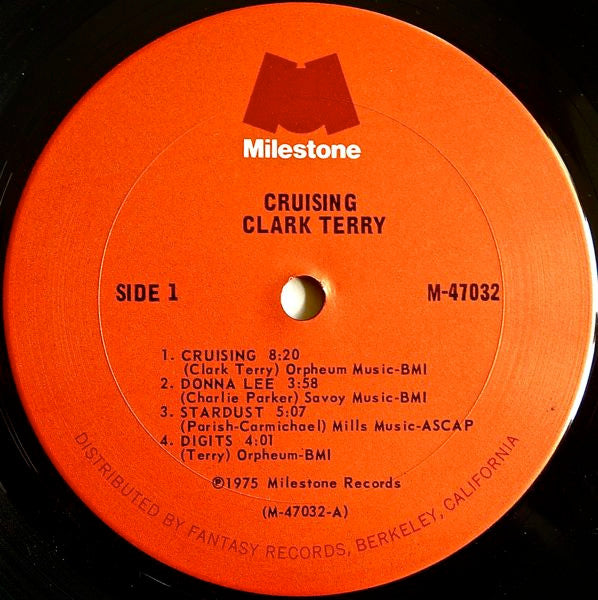 Milestone
CRUISING
CLARK TERRY
SIDE 1
M-47032
1. CRUISING 8:20
(Clark Terry) Orpheum Music-BMI
2. DONNA LEE 3:58
(Charlie Parker) Savoy Music-BMI
3. STARDUST 5:07
(Parish-Carmichael) Mills Music-ASCAP
4. DIGITS 4:01
(Terry) Orpheum-BMI
℗1975 Milestone Records
(M-47032-A)
DISTRIBUTED BY FANTASY RECORDS, BERKELEY, CALIFORNIA